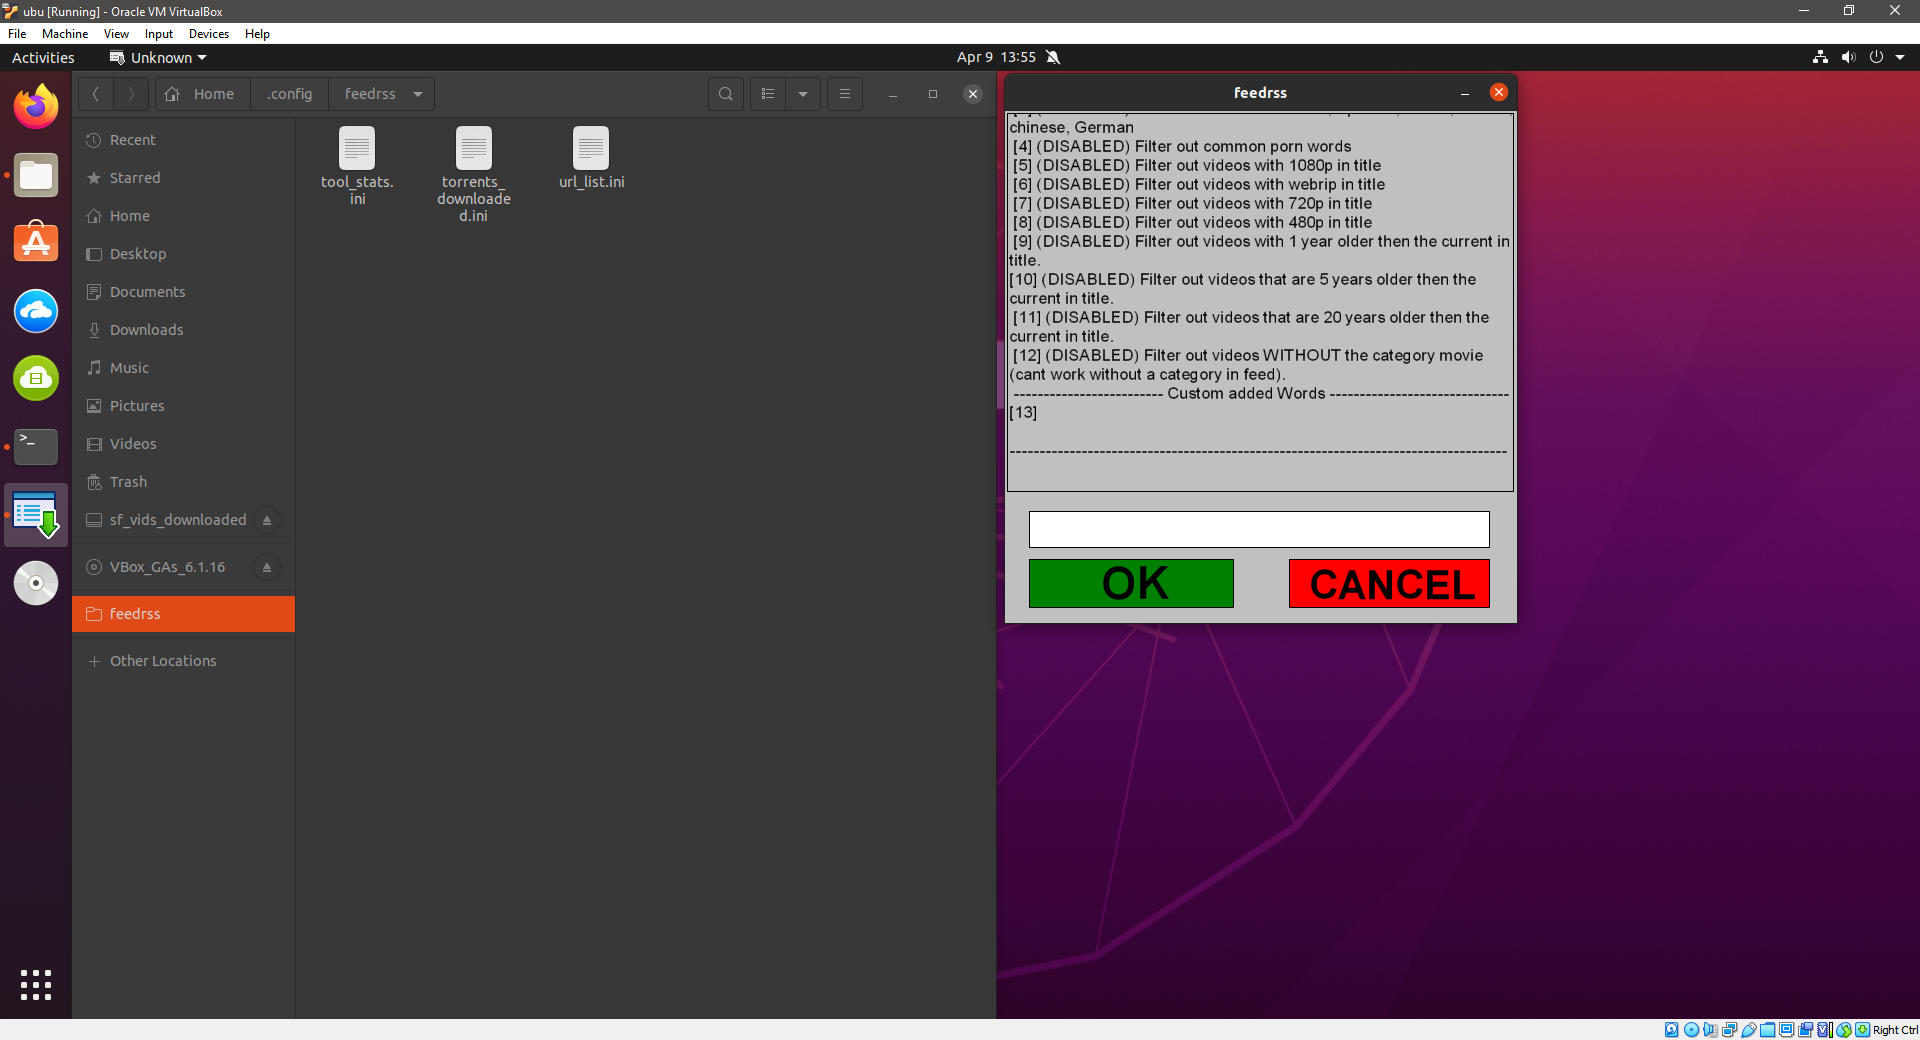 ubu [Running] - Oracle VM VirtualBox
File Machine View Input Devices Help
Activities Unknown Apr 9 13:55
Home .config feedrss
Recent
Starred
Home
Desktop
Documents
Downloads
Music
Pictures
Videos
Trash
sf_vids_downloaded
VBox_GAs_6.1.16
feedrss
Other Locations
tool_stats.
ini
torrents_
downloade
d.ini
url_list.ini
feedrss
chinese, German
[4] (DISABLED) Filter out common porn words
[5] (DISABLED) Filter out videos with 1080p in title
[6] (DISABLED) Filter out videos with webrip in title
[7] (DISABLED) Filter out videos with 720p in title
[8] (DISABLED) Filter out videos with 480p in title
[9] (DISABLED) Filter out videos with 1 year older then the current in
title.
[10] (DISABLED) Filter out videos that are 5 years older then the
current in title.
[11] (DISABLED) Filter out videos that are 20 years older then the
current in title.
[12] (DISABLED) Filter out videos WITHOUT the category movie
(cant work without a category in feed).
------------------------- Custom added Words ------------------------------
[13]
-----------------------------------------------------------------------------------
OK
CANCEL
Right Ctrl